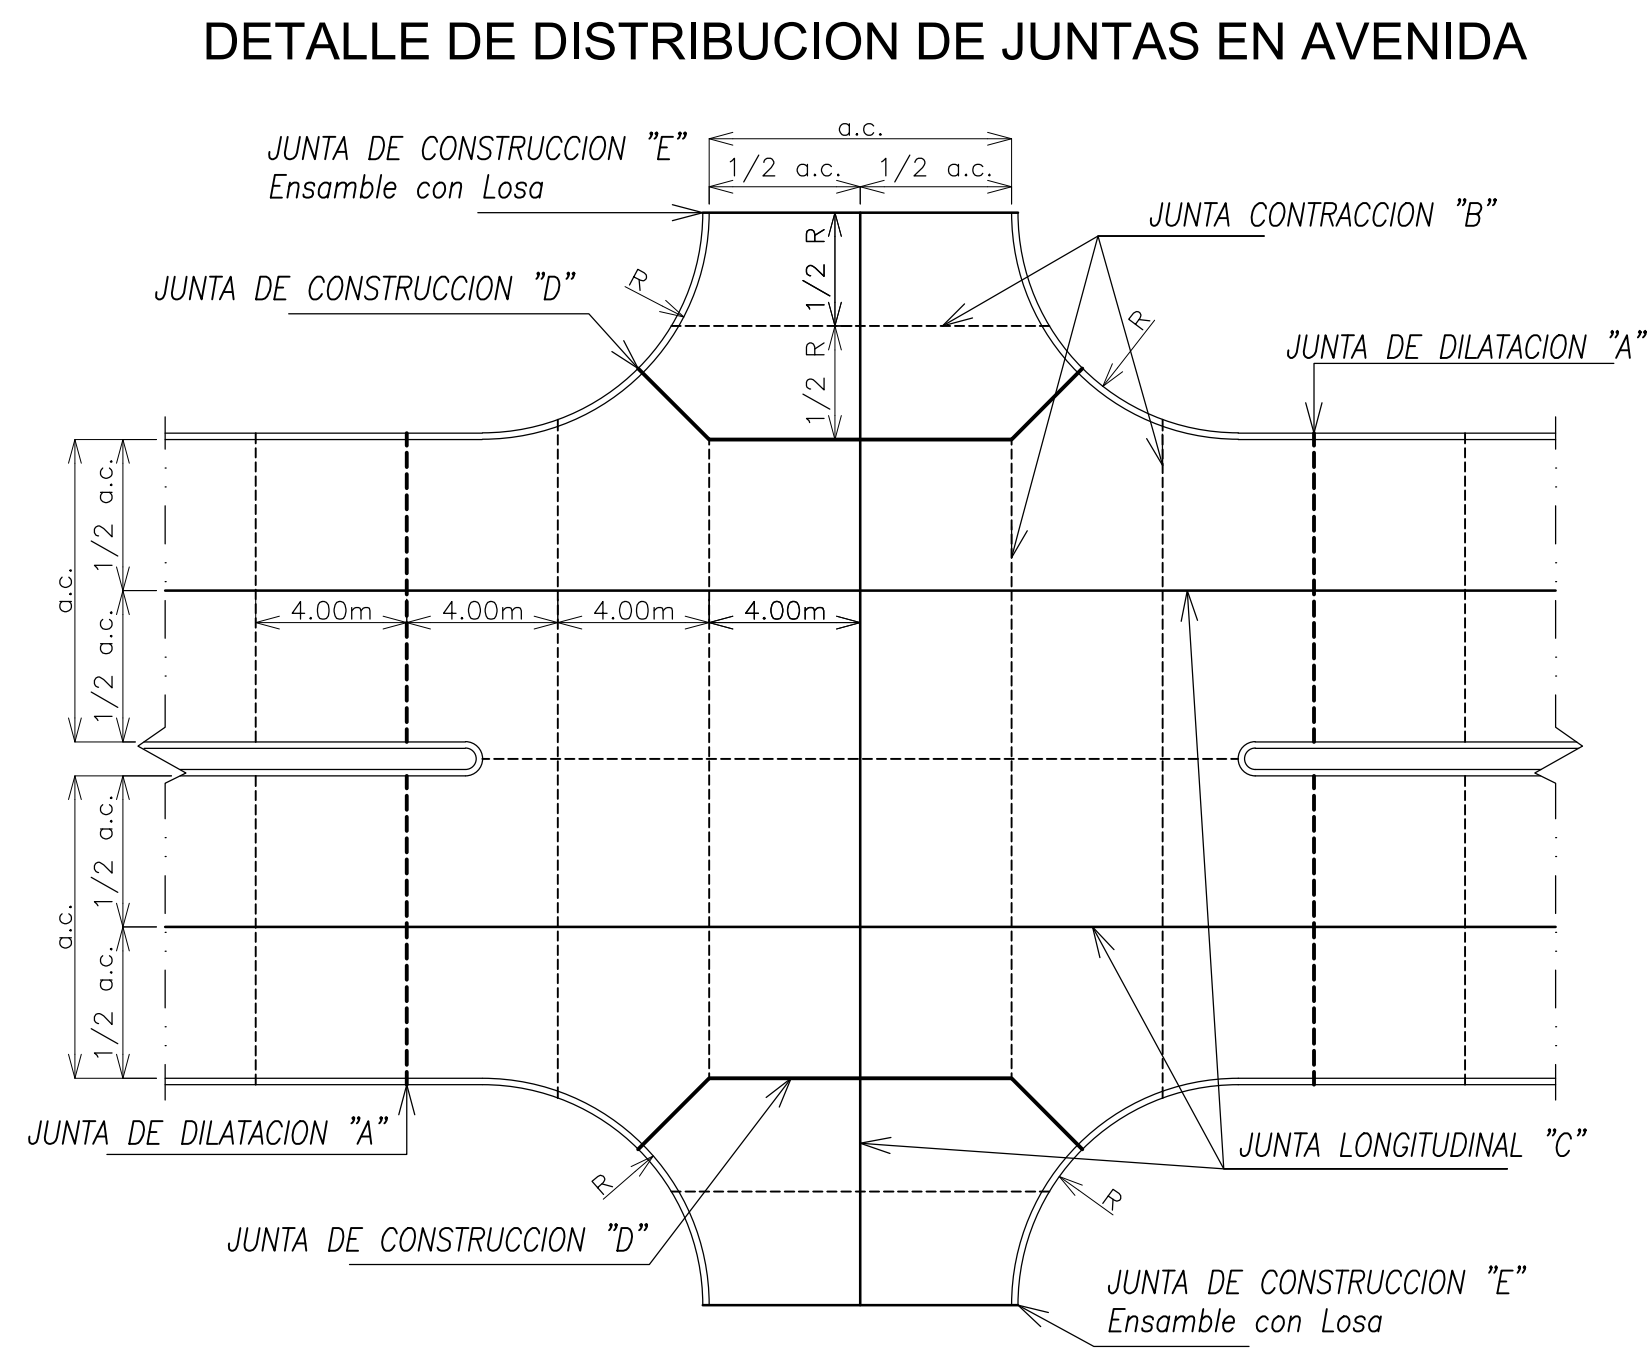 DETALLE DE DISTRIBUCION DE JUNTAS EN AVENIDA
a.c.
JUNTA DE CONSTRUCCION "E"
Ensamble con Losa
1/2 a.c.
1/2 a.c.
JUNTA CONTRACCION "B"
1/2 R
R
JUNTA DE CONSTRUCCION "D"
R
JUNTA DE DILATACION "A"
1/2 R
1/2 a.c.
a.c.
1/2 a.c.
4.00m
4.00m
4.00m
4.00m
1/2 a.c.
a.c.
1/2 a.c.
JUNTA DE DILATACION "A"
JUNTA LONGITUDINAL "C"
R
R
JUNTA DE CONSTRUCCION "D"
JUNTA DE CONSTRUCCION "E"
Ensamble con Losa